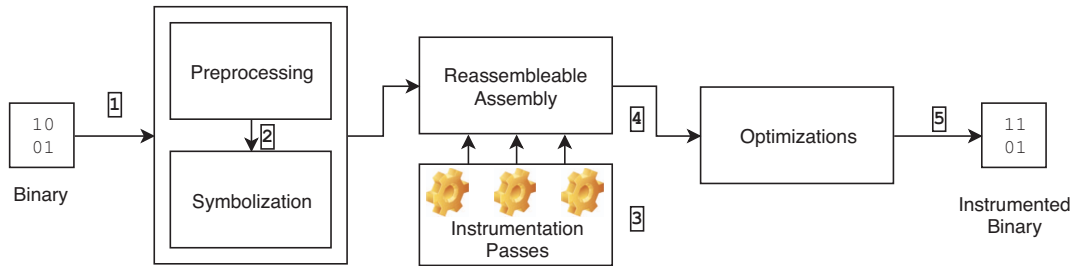 1
10
01
Binary
Preprocessing
2
Symbolization
Reassembleable
Assembly
Instrumentation
Passes
3
4
Optimizations
5
11
01
Instrumented
Binary